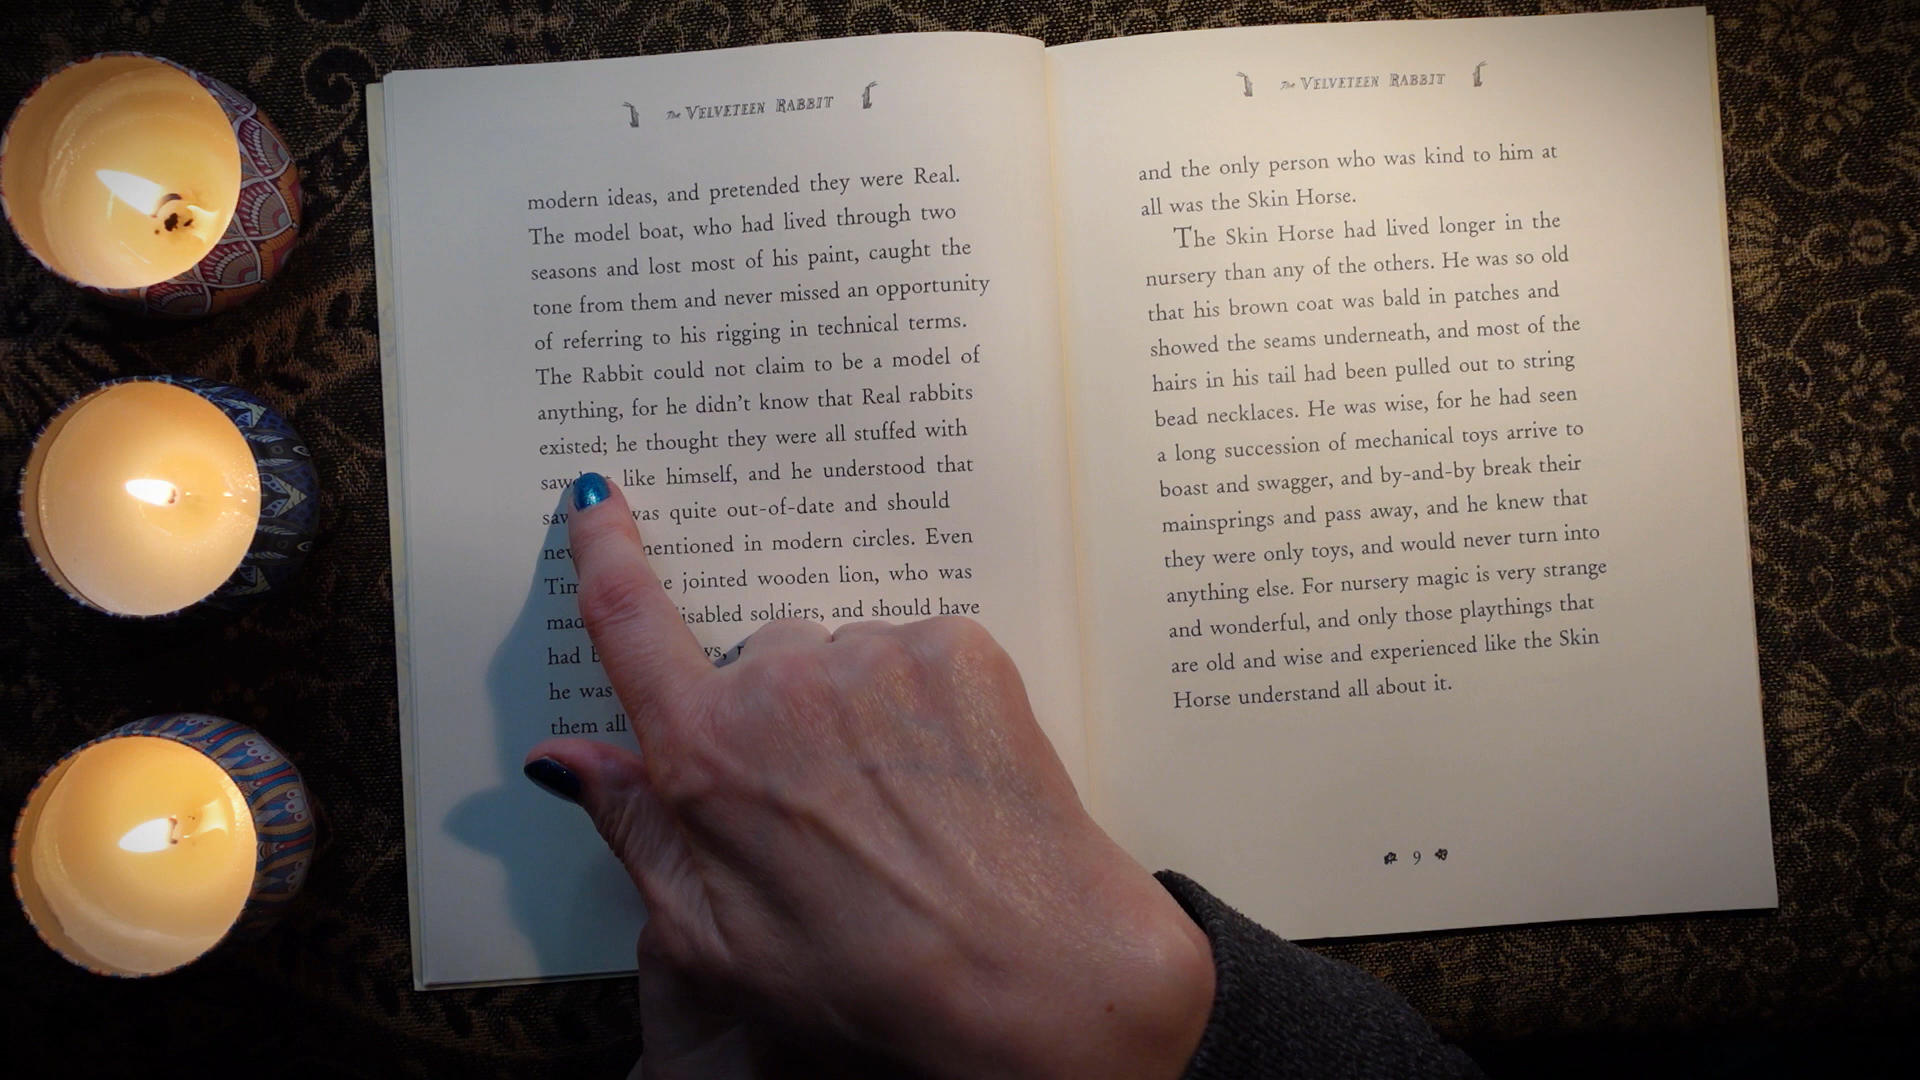 The VELVETEEN RABBIT
modern ideas, and pretended they were Real.
The model boat, who had lived through two
seasons and lost most of his paint, caught the
tone from them and never missed an opportunity
of referring to his rigging in technical terms.
The Rabbit could not claim to be a model of
anything, for he didn't know that Real rabbits
existed; he thought they were all stuffed with
like himself, and he understood that
was quite out-of-date and should
mentioned in modern circles. Even
jointed wooden lion, who was
soldiers, and should have
had
he was
them all
The VELVETEEN RABBIT
and the only person who was kind to him at
all was the Skin Horse.
The Skin Horse had lived longer in the
nursery than any of the others. He was so old
that his brown coat was bald in patches and
showed the seams underneath, and most of the
hairs in his tail had been pulled out to string
bead necklaces. He was wise, for he had seen
a long succession of mechanical toys arrive to
boast and swagger, and by-and-by break their
mainsprings and pass away, and he knew that
they were only toys, and would never turn into
anything else. For nursery magic is very strange
and wonderful, and only those playthings that
are old and wise and experienced like the Skin
Horse understand all about it.
9